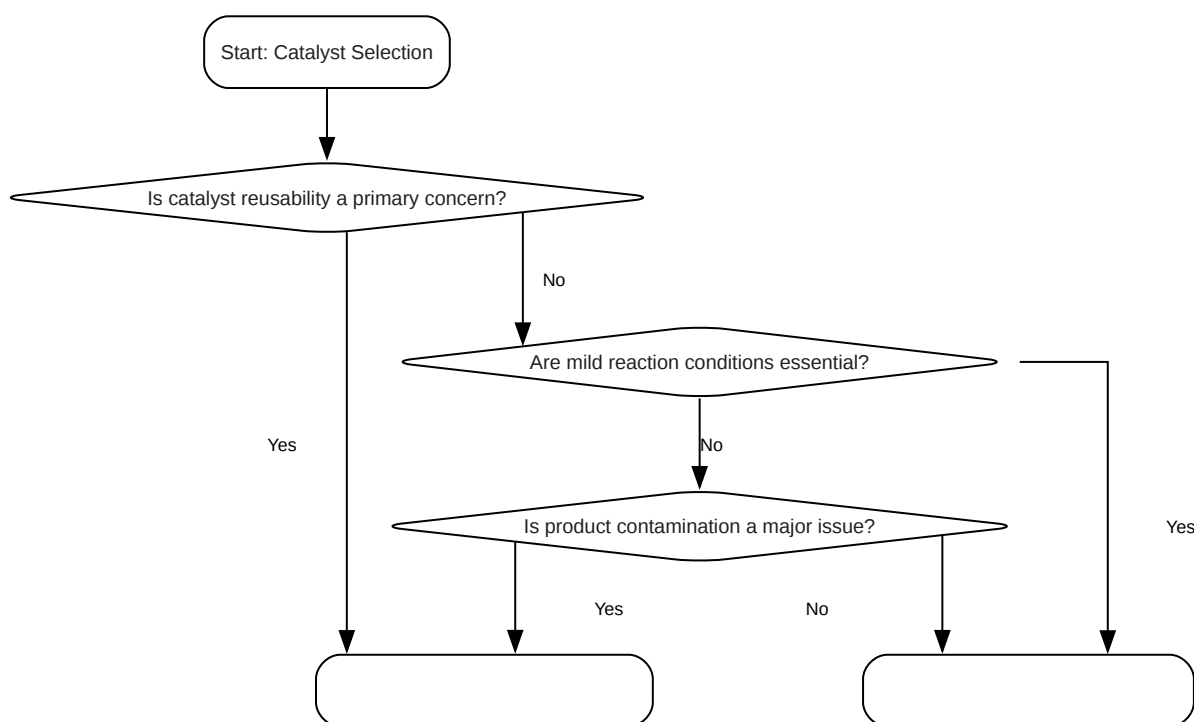 Start: Catalyst Selection
Is catalyst reusability a primary concern?
No
Are mild reaction conditions essential?
Yes
No
Is product contamination a major issue?
Yes
Yes
No